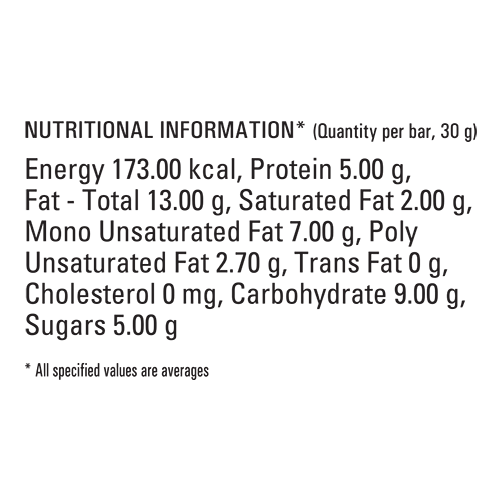 NUTRITIONAL INFORMATION* (Quantity per bar, 30 g)
Energy 173.00 kcal, Protein 5.00 g,
Fat - Total 13.00 g, Saturated Fat 2.00 g,
Mono Unsaturated Fat 7.00 g, Poly
Unsaturated Fat 2.70 g, Trans Fat 0 g,
Cholesterol 0 mg, Carbohydrate 9.00 g,
Sugars 5.00 g
* All specified values are averages